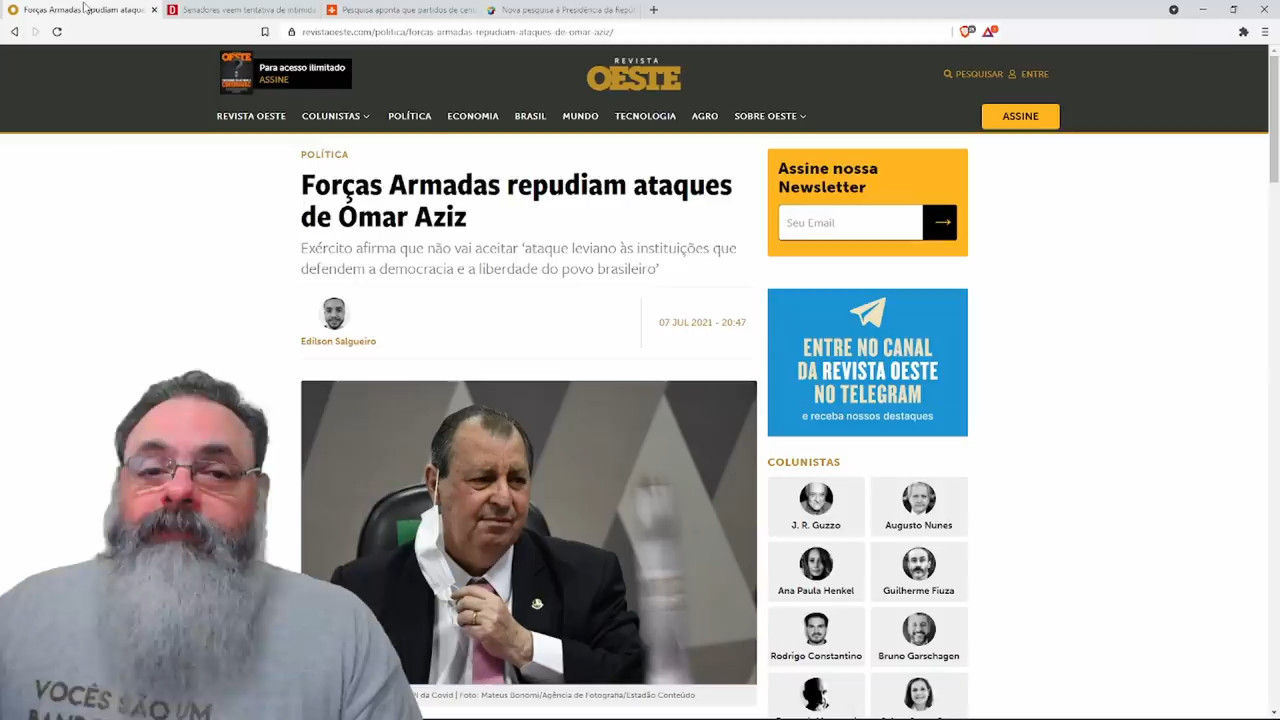 Forças Armadas repudiam ataque
Senadores veem tentativa de intimida
Pesquisa aponta que partidos de cen
Nova pesquisa à Presidência da Repú
revistaoeste.com/politica/forcas-armadas-repudiam-ataques-de-omar-aziz/
OESTE
Para acesso ilimitado
ASSINE
REVISTA
OESTE
PESQUISAR
ENTRE
REVISTA OESTE
COLUNISTAS
POLÍTICA
ECONOMIA
BRASIL
MUNDO
TECNOLOGIA
AGRO
SOBRE OESTE
ASSINE
POLÍTICA
Forças Armadas repudiam ataques
de Omar Aziz
Exército afirma que não vai aceitar ‘ataque leviano às instituições que
defendem a democracia e a liberdade do povo brasileiro’
Edilson Salgueiro
07 JUL 2021 - 20:47
da Covid | Foto: Mateus Bonomi/Agência de Fotografia/Estadão Conteúdo
VOCÊS SÃO UM
Assine nossa
Newsletter
Seu Email
ENTRE NO CANAL
DA REVISTA OESTE
NO TELEGRAM
e receba nossos destaques
COLUNISTAS
J. R. Guzzo
Augusto Nunes
Ana Paula Henkel
Guilherme Fiuza
Rodrigo Constantino
Bruno Garschagen